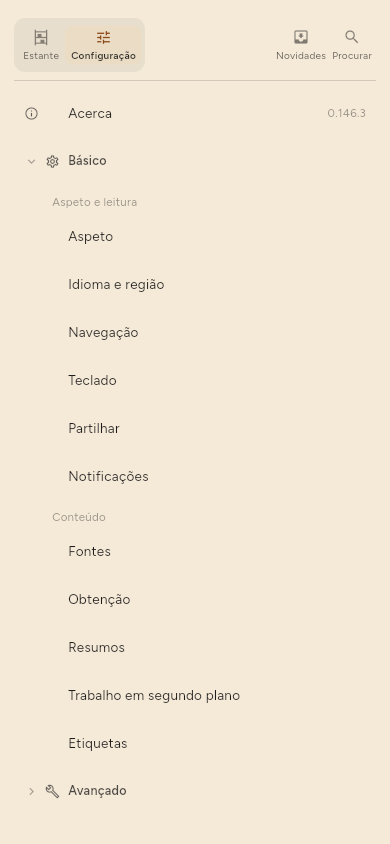 Estante
Configuração
Novidades
Procurar
Acerca
0.146.3
Básico
Aspeto e leitura
Aspeto
Idioma e região
Navegação
Teclado
Partilhar
Notificações
Conteúdo
Fontes
Obtenção
Resumos
Trabalho em segundo plano
Etiquetas
Avançado